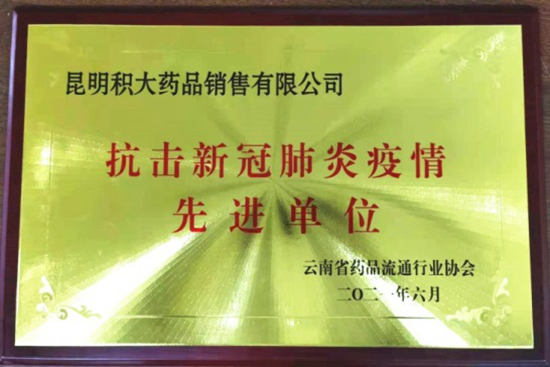 昆明积大药品销售有限公司
抗击新冠肺炎疫情
先进单位
云南省药品流通行业协会
二〇二一年六月